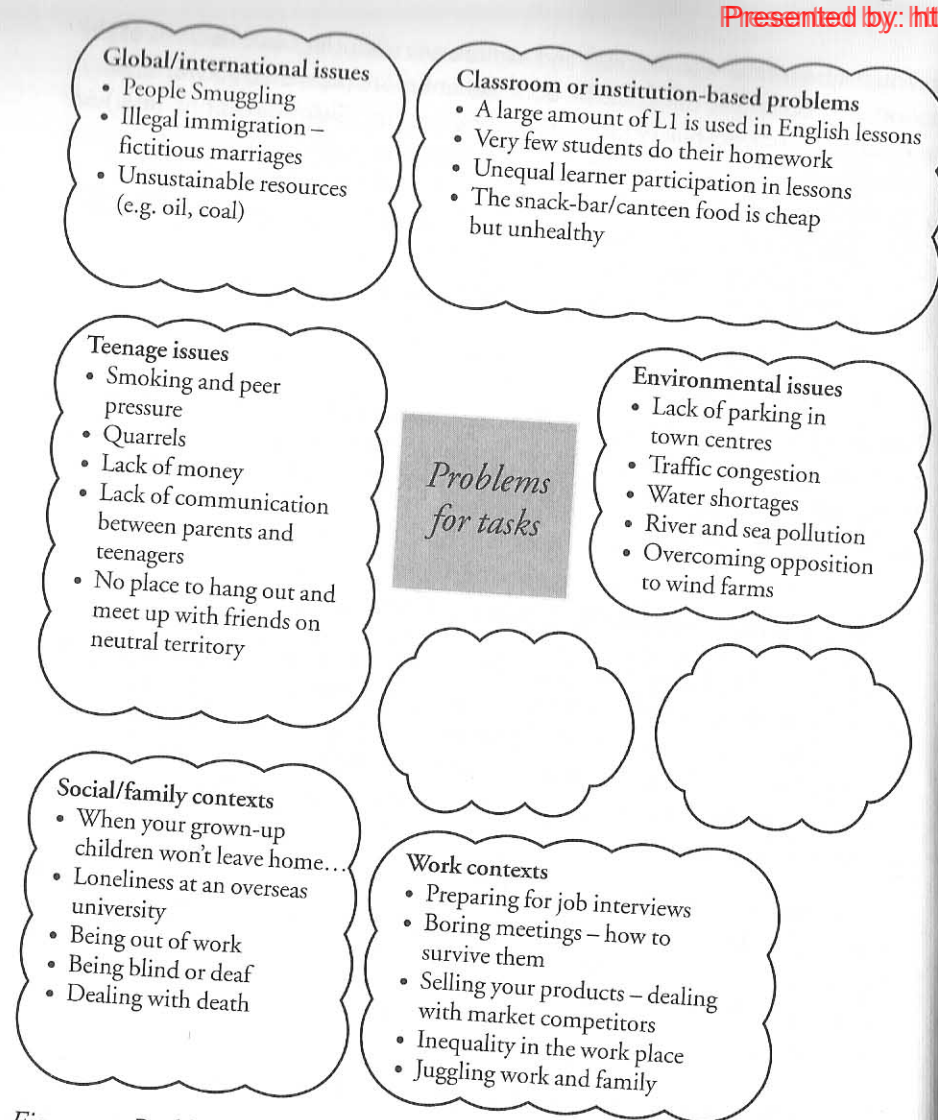 Presented by: ht
Global/international issues
• People Smuggling
• Illegal immigration –
fictitious marriages
• Unsustainable resources
(e.g. oil, coal)
Classroom or institution-based problems
• A large amount of L1 is used in English lessons
• Very few students do their homework
• Unequal learner participation in lessons
• The snack-bar/canteen food is cheap
but unhealthy
Teenage issues
• Smoking and peer
pressure
• Quarrels
• Lack of money
• Lack of communication
between parents and
teenagers
• No place to hang out and
meet up with friends on
neutral territory
Problems
for tasks
Environmental issues
• Lack of parking in
town centres
• Traffic congestion
• Water shortages
• River and sea pollution
• Overcoming opposition
to wind farms
Social/family contexts
• When your grown-up
children won't leave home…
• Loneliness at an overseas
university
• Being out of work
• Being blind or deaf
• Dealing with death
Work contexts
• Preparing for job interviews
• Boring meetings – how to
survive them
• Selling your products – dealing
with market competitors
• Inequality in the work place
• Juggling work and family